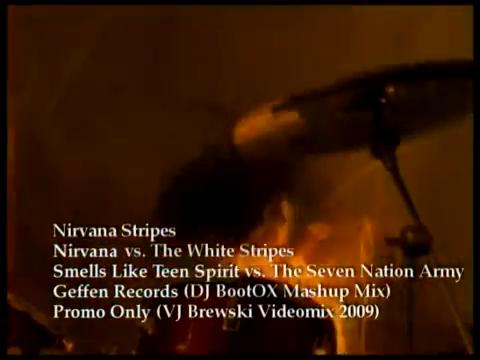 Nirvana Stripes
Nirvana vs. The White Stripes
Smells Like Teen Spirit vs. The Seven Nation Army
Geffen Records (DJ BootOX Mashup Mix)
Promo Only (VJ Brewski Videomix 2009)